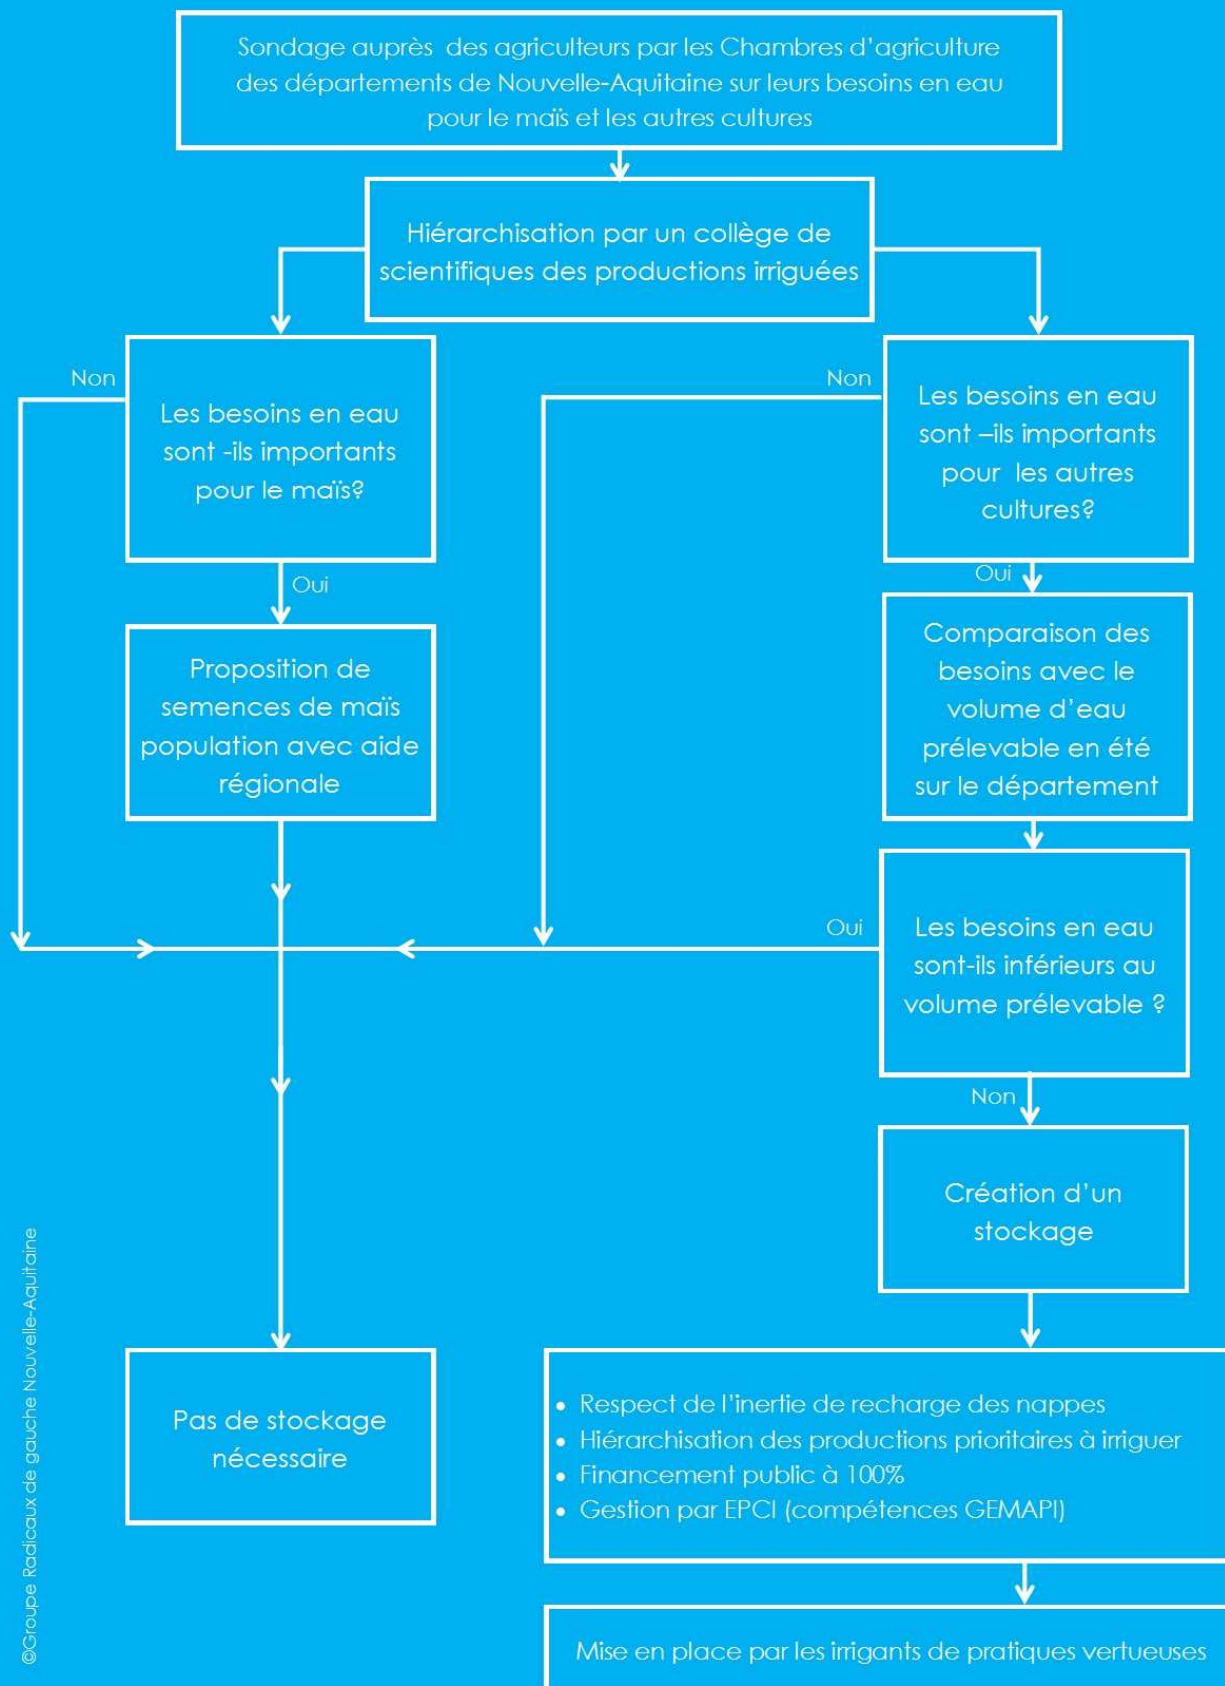 Sondage auprès des agriculteurs par les Chambres d'agriculture
des départements de Nouvelle-Aquitaine sur leurs besoins en eau
pour le maïs et les autres cultures
Hiérarchisation par un collège de
scientifiques des productions irriguées
Non
Les besoins en eau
sont -ils importants
pour le maïs?
Oui
Proposition de
semences de maïs
population avec aide
régionale
Non
Les besoins en eau
sont –ils importants
pour les autres
cultures?
Oui
Comparaison des
besoins avec le
volume d'eau
prélevable en été
sur le département
Oui
Les besoins en eau
sont-ils inférieurs au
volume prélevable ?
Non
Création d'un
stockage
Pas de stockage
nécessaire
• Respect de l'inertie de recharge des nappes
• Hiérarchisation des productions prioritaires à irriguer
• Financement public à 100%
• Gestion par EPCI (compétences GEMAPI)
Mise en place par les irrigants de pratiques vertueuses
©Groupe Radicaux de gauche Nouvelle-Aquitaine